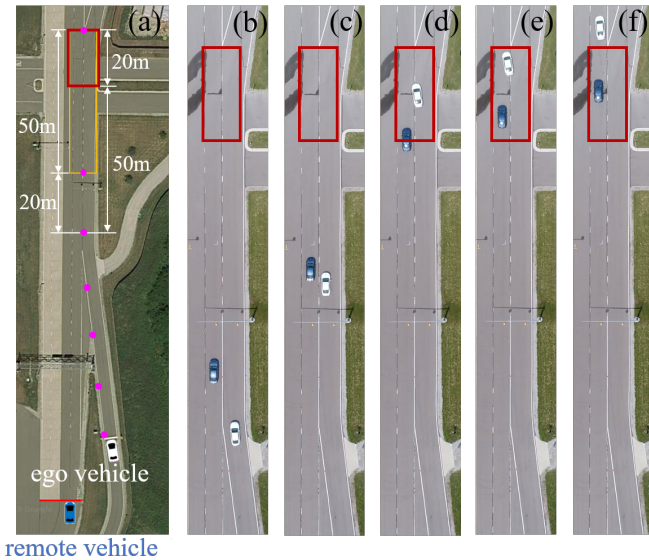 (a)
(b)
(c)
(d)
(e)
(f)
20m
50m
50m
20m
ego vehicle
remote vehicle